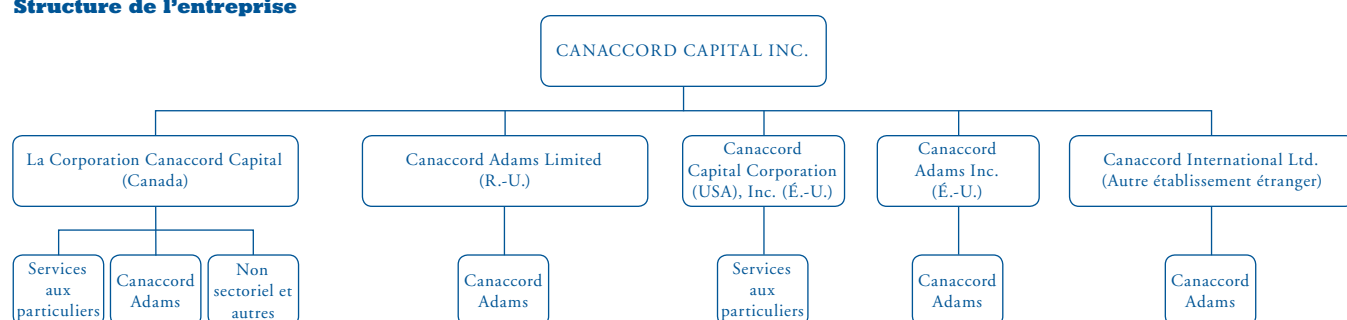 Structure de l'entreprise
CANACCORD CAPITAL INC.
La Corporation Canaccord Capital
(Canada)
Canaccord Adams Limited
(R.-U.)
Canaccord
Capital Corporation
(USA), Inc. (É.-U.)
Canaccord
Adams Inc.
(É.-U.)
Canaccord International Ltd.
(Autre établissement étranger)
Services
aux
particuliers
Canaccord
Adams
Non
sectoriel et
autres
Canaccord
Adams
Services
aux
particuliers
Canaccord
Adams
Canaccord
Adams